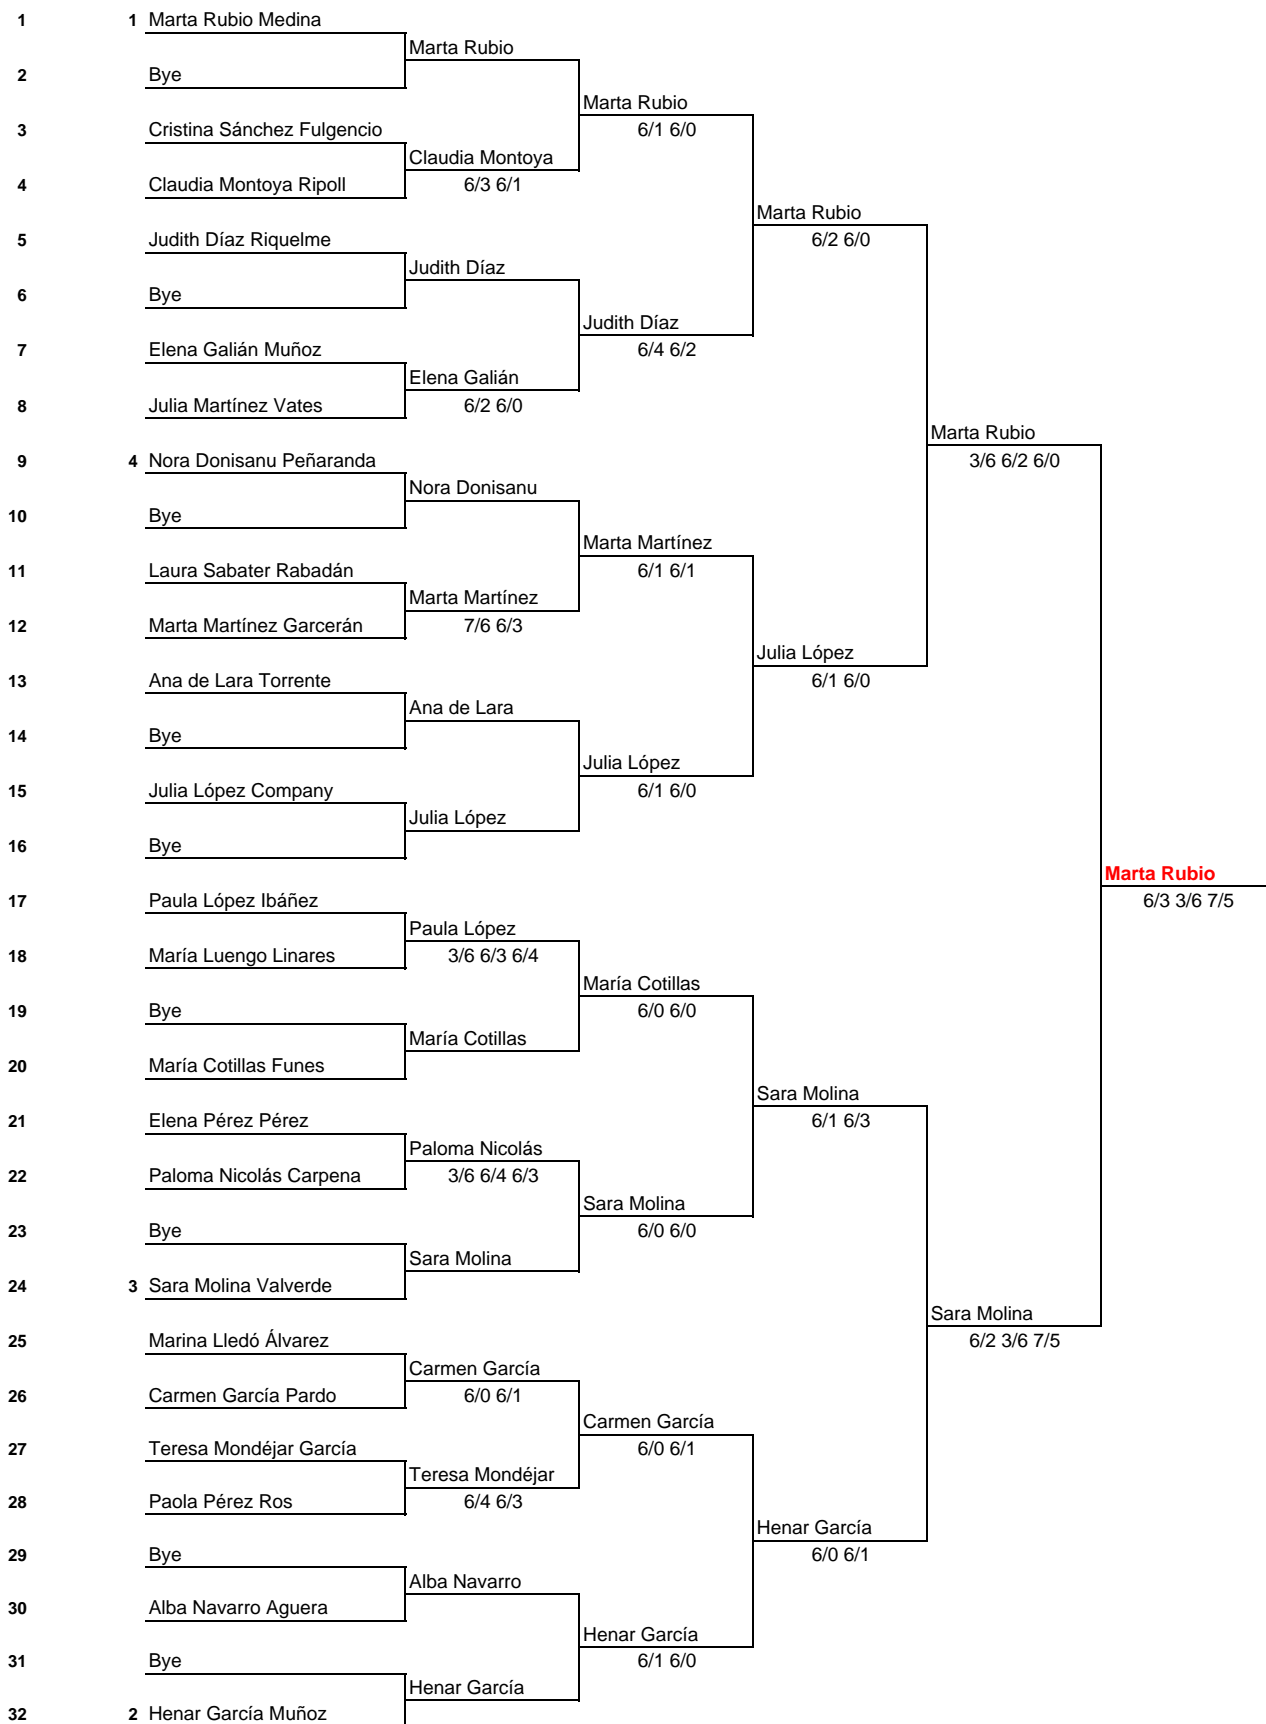 1 1 Marta Rubio Medina
Marta Rubio
2 Bye
Marta Rubio
3 Cristina Sánchez Fulgencio 6/1 6/0
Claudia Montoya
4 Claudia Montoya Ripoll 6/3 6/1
Marta Rubio
5 Judith Díaz Riquelme 6/2 6/0
Judith Díaz
6 Bye
Judith Díaz
7 Elena Galián Muñoz 6/4 6/2
Elena Galián
8 Julia Martínez Vates 6/2 6/0
Marta Rubio
9 4 Nora Donisanu Peñaranda 3/6 6/2 6/0
Nora Donisanu
10 Bye
Marta Martínez
11 Laura Sabater Rabadán 6/1 6/1
Marta Martínez
12 Marta Martínez Garcerán 7/6 6/3
Julia López
13 Ana de Lara Torrente 6/1 6/0
Ana de Lara
14 Bye
Julia López
15 Julia López Company 6/1 6/0
Julia López
16 Bye
Marta Rubio
17 Paula López Ibáñez 6/3 3/6 7/5
Paula López
18 María Luengo Linares 3/6 6/3 6/4
María Cotillas
19 Bye 6/0 6/0
María Cotillas
20 María Cotillas Funes
Sara Molina
21 Elena Pérez Pérez 6/1 6/3
Paloma Nicolás
22 Paloma Nicolás Carpena 3/6 6/4 6/3
Sara Molina
23 Bye 6/0 6/0
Sara Molina
24 3 Sara Molina Valverde
Sara Molina
25 Marina Lledó Álvarez 6/2 3/6 7/5
Carmen García
26 Carmen García Pardo 6/0 6/1
Carmen García
27 Teresa Mondéjar García 6/0 6/1
Teresa Mondéjar
28 Paola Pérez Ros 6/4 6/3
Henar García
29 Bye 6/0 6/1
Alba Navarro
30 Alba Navarro Aguera
Henar García
31 Bye 6/1 6/0
Henar García
32 2 Henar García Muñoz